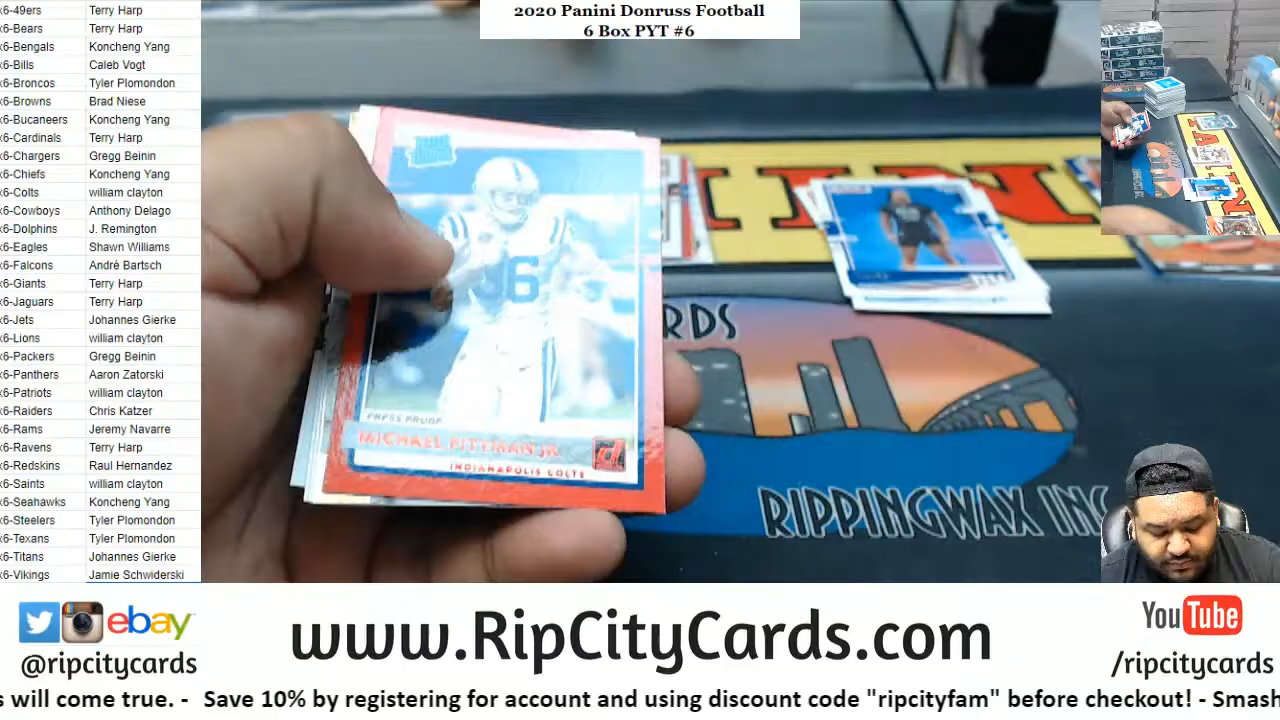 2020 Panini Donruss Football
6 Box PYT #6
x6-49ers Terry Harp
x6-Bears Terry Harp
x6-Bengals Koncheng Yang
x6-Bills Caleb Vogt
x6-Broncos Tyler Plomondon
x6-Browns Brad Niese
x6-Bucaneers Koncheng Yang
x6-Cardinals Terry Harp
x6-Chargers Gregg Beinin
x6-Chiefs Koncheng Yang
x6-Colts william clayton
x6-Cowboys Anthony Delago
x6-Dolphins J. Remington
x6-Eagles Shawn Williams
x6-Falcons André Bartsch
x6-Giants Terry Harp
x6-Jaguars Terry Harp
x6-Jets Johannes Gierke
x6-Lions william clayton
x6-Packers Gregg Beinin
x6-Panthers Aaron Zatorski
x6-Patriots william clayton
x6-Raiders Chris Katzer
x6-Rams Jeremy Navarre
x6-Ravens Terry Harp
x6-Redskins Raul Hernandez
x6-Saints william clayton
x6-Seahawks Koncheng Yang
x6-Steelers Tyler Plomondon
x6-Texans Tyler Plomondon
x6-Titans Johannes Gierke
x6-Vikings Jamie Schwiderski
PRESS PROOF
MICHAEL PITTMAN JR
INDIANAPOLIS COLTS
RDS
RIPPINGWAX INC
ebay
@ripcitycards
www.RipCityCards.com
YouTube
/ripcitycards
s will come true. - Save 10% by registering for account and using discount code "ripcityfam" before checkout! - Smash